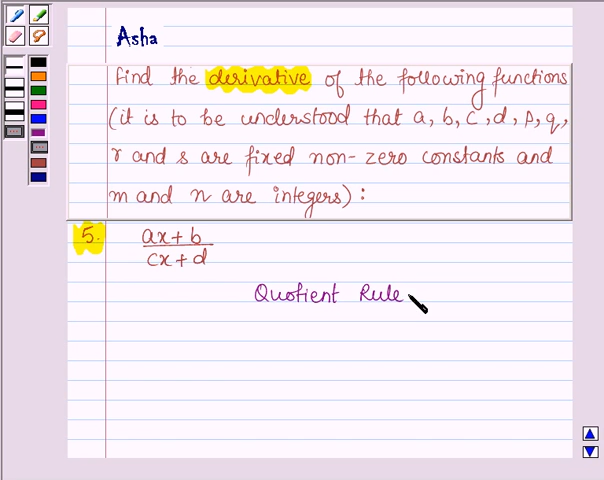 Asha
Find the derivative of the following functions
(it is to be understood that a, b, c, d, p, q,
r and s are fixed non-zero constants and
m and n are integers) :
5. ax + b
cx + d
Quotient Rule